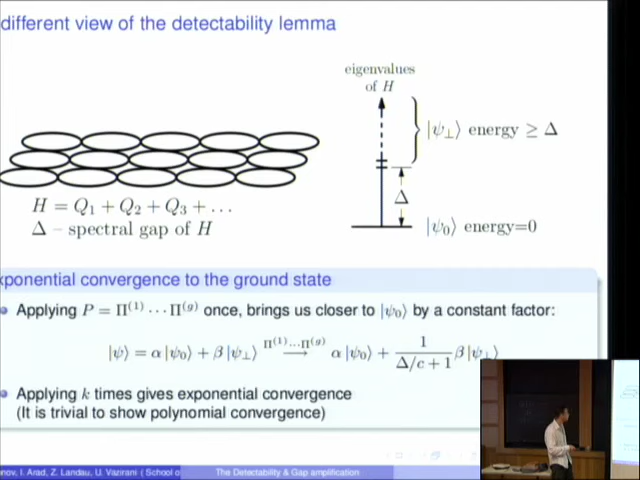 different view of the detectability lemma
eigenvalues
of H
|ψ⊥⟩ energy ≥ Δ
Δ
|ψ₀⟩ energy=0
H = Q₁ + Q₂ + Q₃ + ...
Δ – spectral gap of H
xponential convergence to the ground state
Applying P = Π⁽¹⁾ ⋯ Π⁽ᵍ⁾ once, brings us closer to |ψ₀⟩ by a constant factor:
|ψ⟩ = α|ψ₀⟩ + β|ψ⊥⟩ Π⁽¹⁾…Π⁽ᵍ⁾ ⟶ α|ψ₀⟩ + 1/(Δ/c + 1) β|ψ⊥⟩
Applying k times gives exponential convergence
(It is trivial to show polynomial convergence)
nov, I. Arad, Z. Landau, U. Vazirani ( School o
The Detectability & Gap amplification